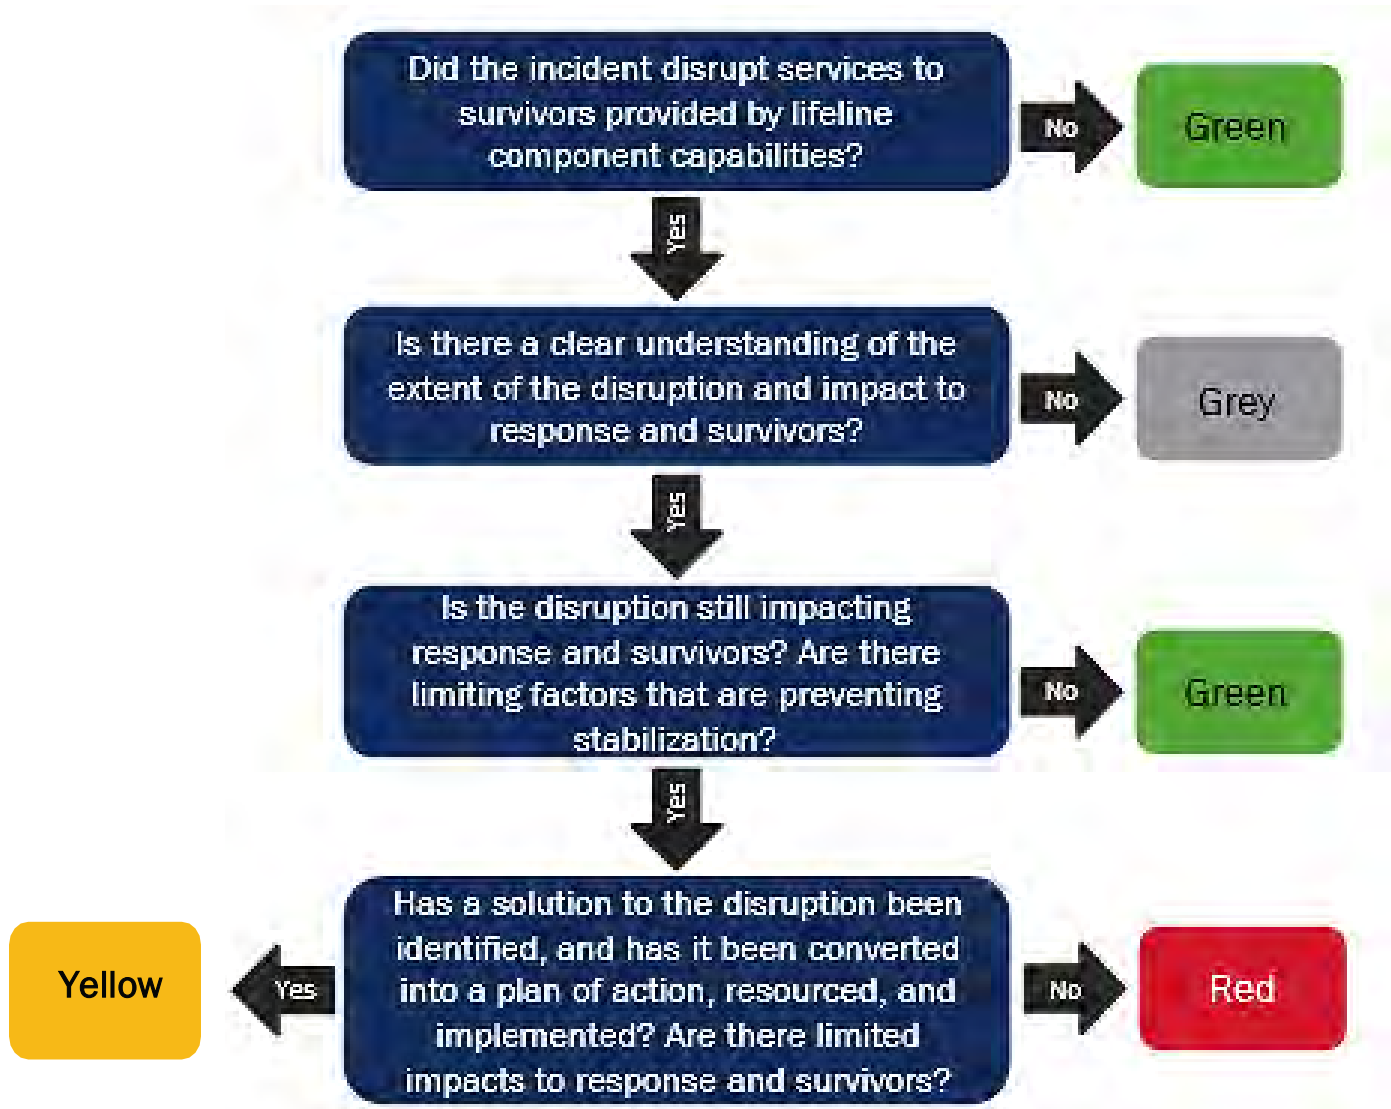 Did the incident disrupt services to
survivors provided by lifeline
component capabilities?
No
Green
Yes
Is there a clear understanding of the
extent of the disruption and impact to
response and survivors?
No
Grey
Yes
Is the disruption still impacting
response and survivors? Are there
limiting factors that are preventing
stabilization?
No
Green
Yes
Has a solution to the disruption been
identified, and has it been converted
into a plan of action, resourced, and
implemented? Are there limited
impacts to response and survivors?
Yes
Yellow
No
Red